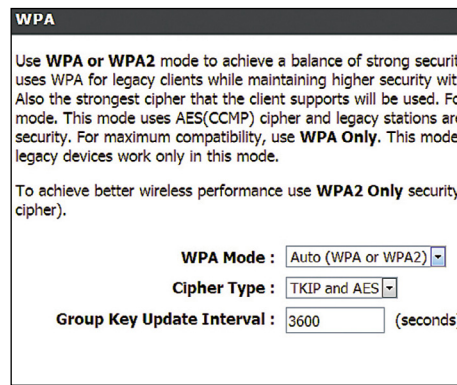 WPA
Use WPA or WPA2 mode to achieve a balance of strong securit
uses WPA for legacy clients while maintaining higher security wit
Also the strongest cipher that the client supports will be used. Fo
mode. This mode uses AES(CCMP) cipher and legacy stations are
security. For maximum compatibility, use WPA Only. This mode
legacy devices work only in this mode.
To achieve better wireless performance use WPA2 Only security
cipher).
WPA Mode : Auto (WPA or WPA2)
Cipher Type : TKIP and AES
Group Key Update Interval : 3600 (seconds)